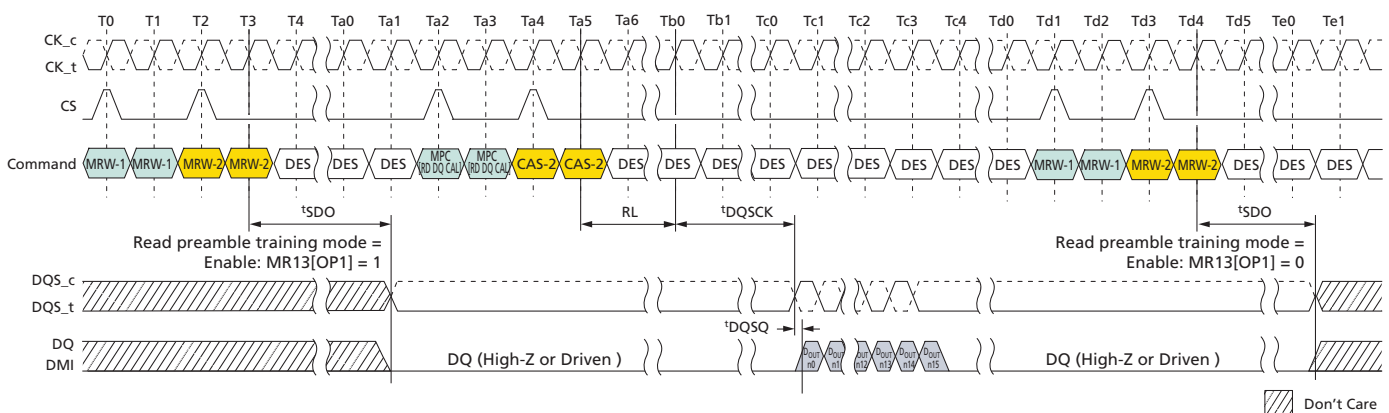 T0 T1 T2 T3 T4 Ta0 Ta1 Ta2 Ta3 Ta4 Ta5 Ta6 Tb0 Tb1 Tc0 Tc1 Tc2 Tc3 Tc4 Td0 Td1 Td2 Td3 Td4 Td5 Te0 Te1
CK_c
CK_t
CS
Command MRW-1 MRW-1 MRW-2 MRW-2 DES DES DES MPC [RD DQ CAL] MPC [RD DQ CAL] CAS-2 CAS-2 DES DES DES DES DES DES DES DES DES MRW-1 MRW-1 MRW-2 MRW-2 DES DES DES
tSDO RL tDQSCK tSDO
Read preamble training mode =
Enable: MR13[OP1] = 1
Read preamble training mode =
Enable: MR13[OP1] = 0
DQS_c
DQS_t
tDQSQ
DQ
DMI
DQ (High-Z or Driven )
DOUT n0 DOUT n1 DOUT n12 DOUT n13 DOUT n14 DOUT n15
DQ (High-Z or Driven )
Don't Care